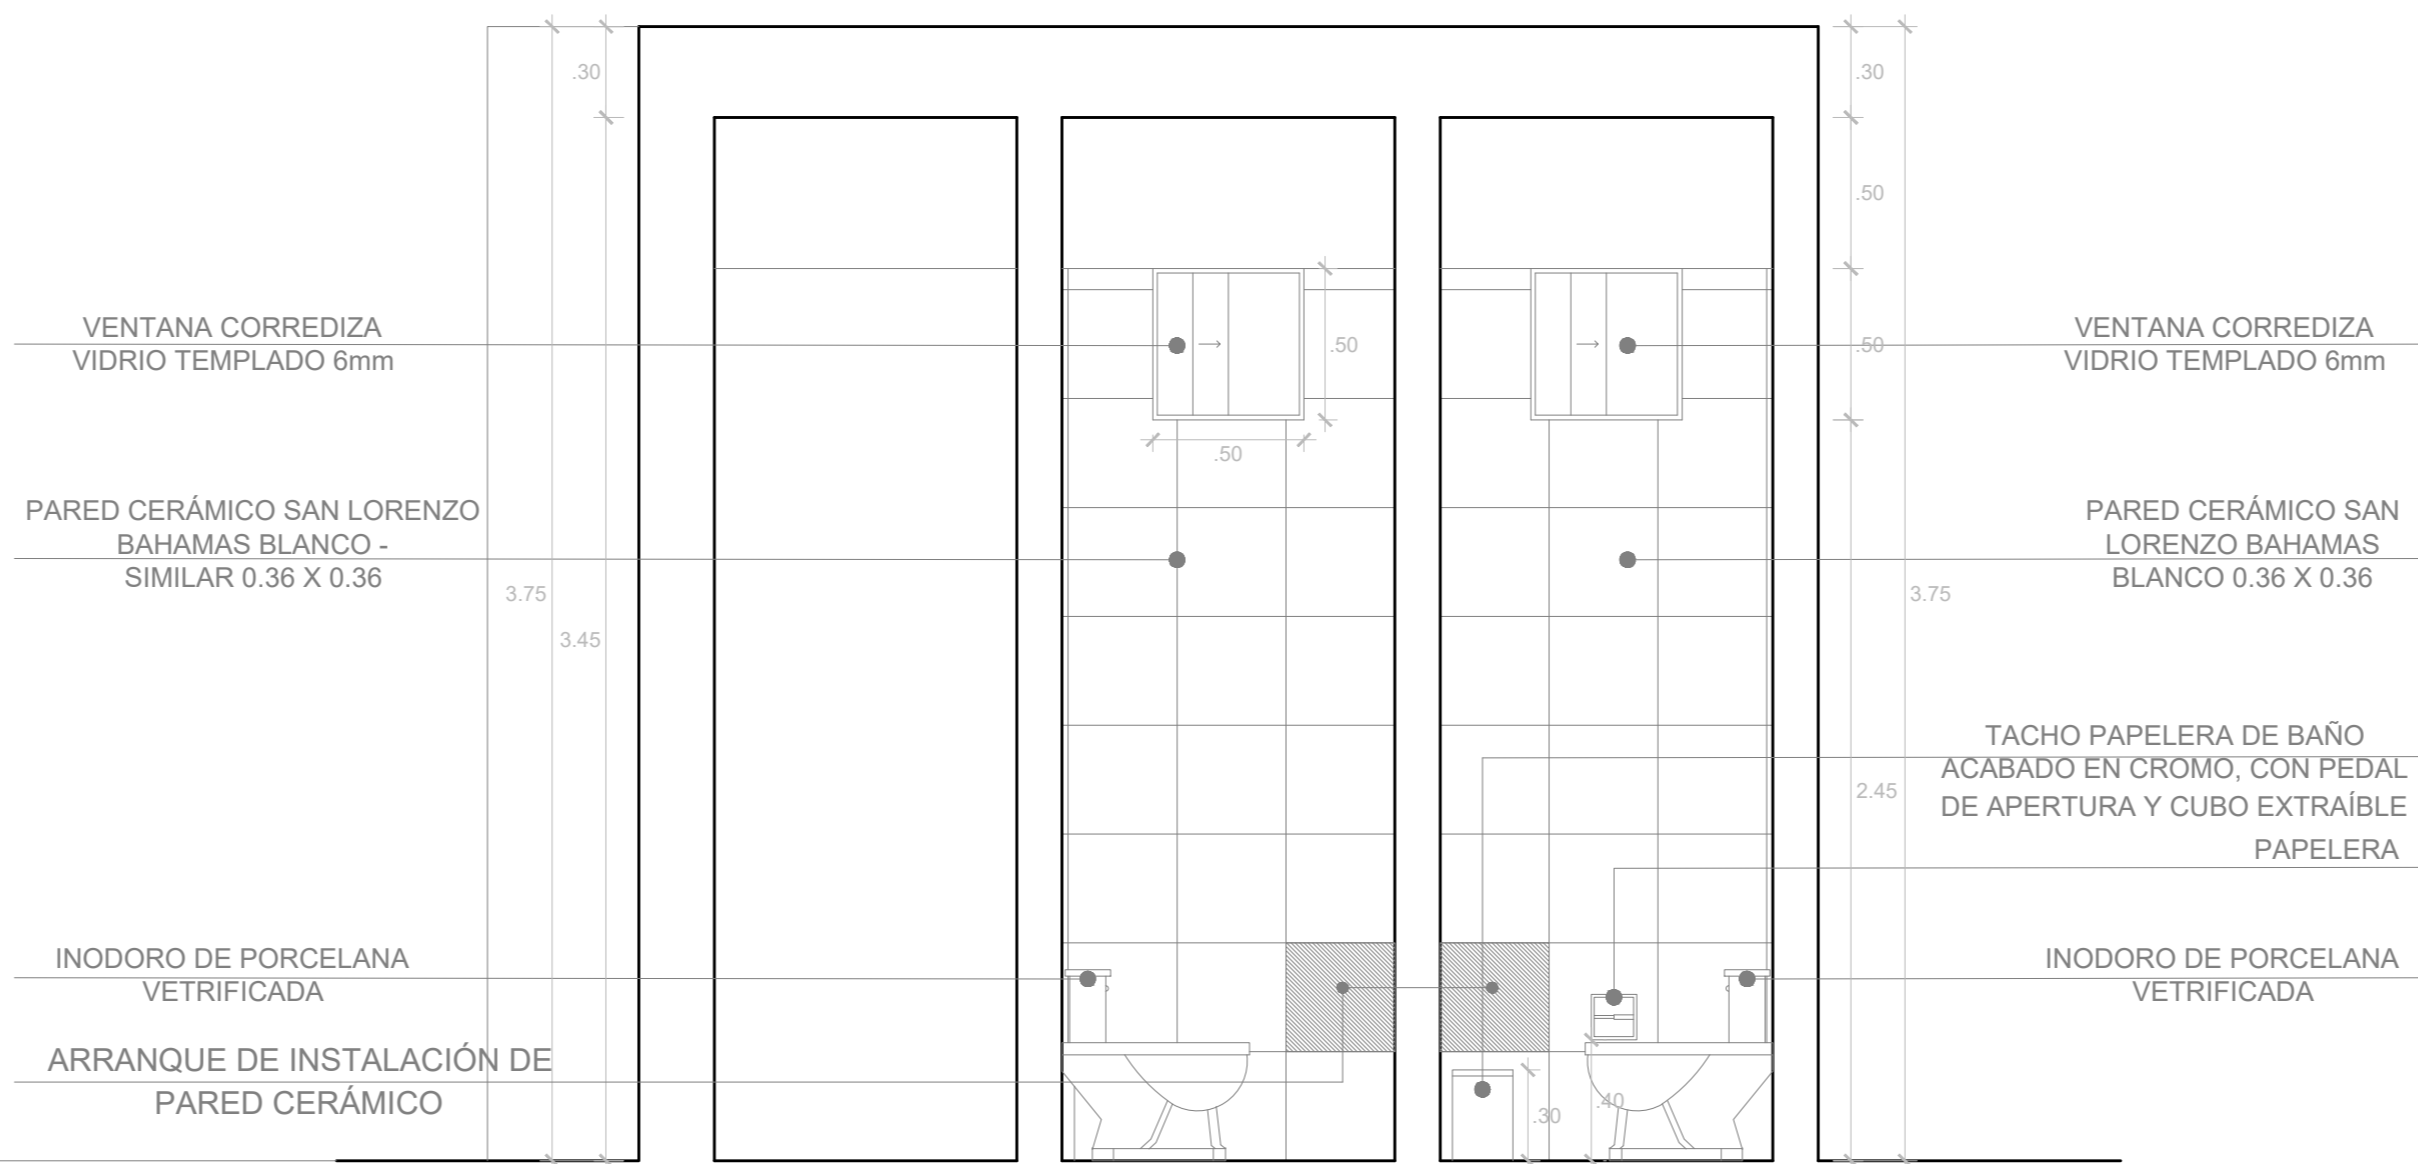 .30
.30
.50
VENTANA CORREDIZA
VIDRIO TEMPLADO 6mm
.50
.50
.50
VENTANA CORREDIZA
VIDRIO TEMPLADO 6mm
PARED CERÁMICO SAN LORENZO
BAHAMAS BLANCO -
SIMILAR 0.36 X 0.36
3.75
3.45
PARED CERÁMICO SAN
LORENZO BAHAMAS
BLANCO 0.36 X 0.36
3.75
TACHO PAPELERA DE BAÑO
ACABADO EN CROMO, CON PEDAL
DE APERTURA Y CUBO EXTRAÍBLE
2.45
PAPELERA
INODORO DE PORCELANA
VETRIFICADA
INODORO DE PORCELANA
VETRIFICADA
ARRANQUE DE INSTALACIÓN DE
PARED CERÁMICO
.30
.40